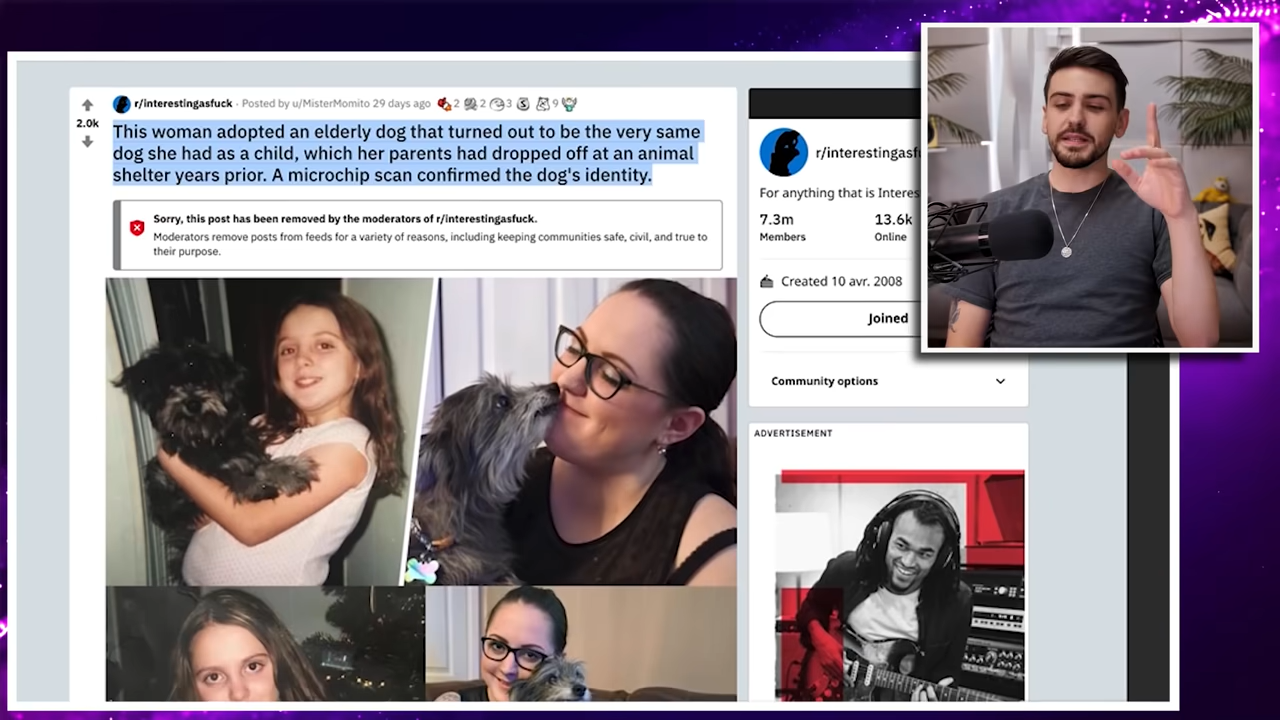 r/interestingasfuck · Posted by u/MisterMomito 29 days ago 2 2 3 9
2.0k
This woman adopted an elderly dog that turned out to be the very same
dog she had as a child, which her parents had dropped off at an animal
shelter years prior. A microchip scan confirmed the dog's identity.
Sorry, this post has been removed by the moderators of r/interestingasfuck.
Moderators remove posts from feeds for a variety of reasons, including keeping communities safe, civil, and true to
their purpose.
r/interestingasfu
For anything that is Interes
7.3m 13.6k
Members Online
Created 10 avr. 2008
Joined
Community options
ADVERTISEMENT